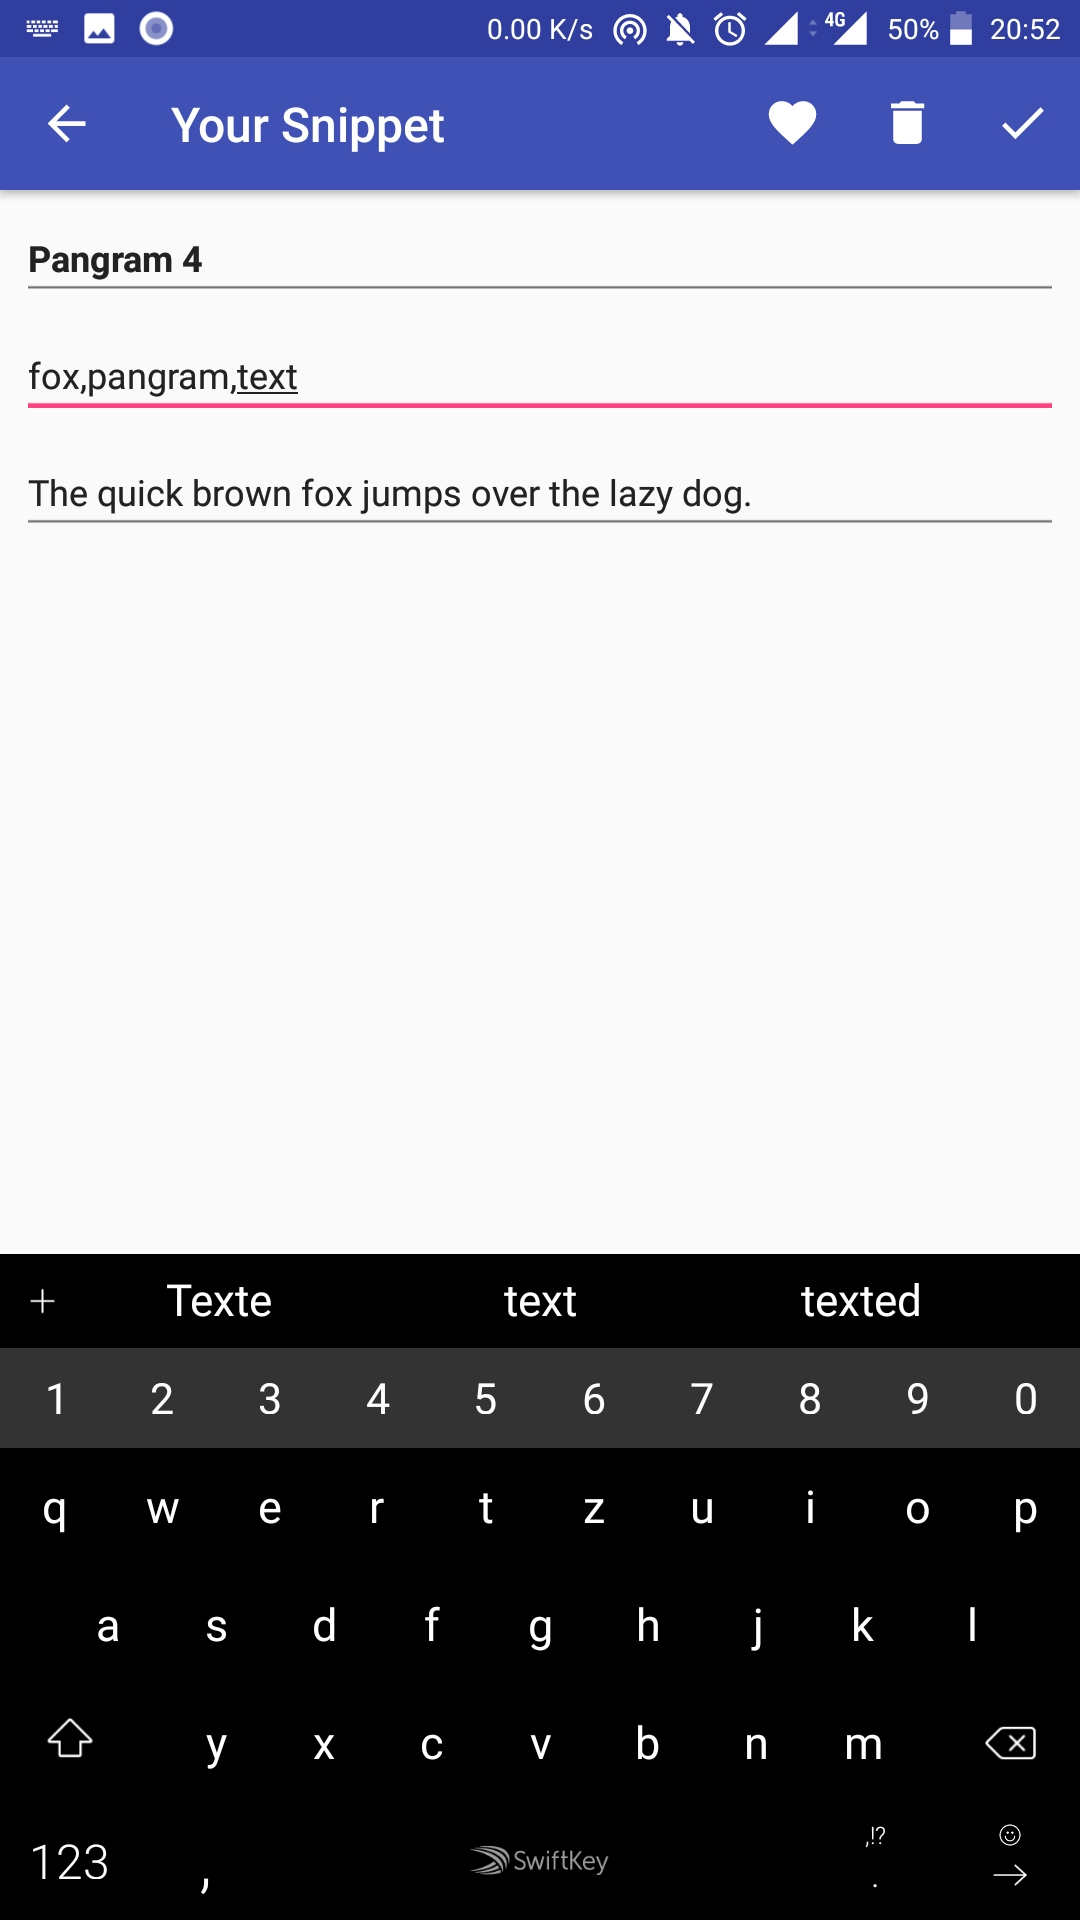 0.00 K/s 4G 50% 20:52
Your Snippet
Pangram 4
fox,pangram,text
The quick brown fox jumps over the lazy dog.
Texte text texted
1 2 3 4 5 6 7 8 9 0
q w e r t z u i o p
a s d f g h j k l
y x c v b n m
,!?
123 , SwiftKey .